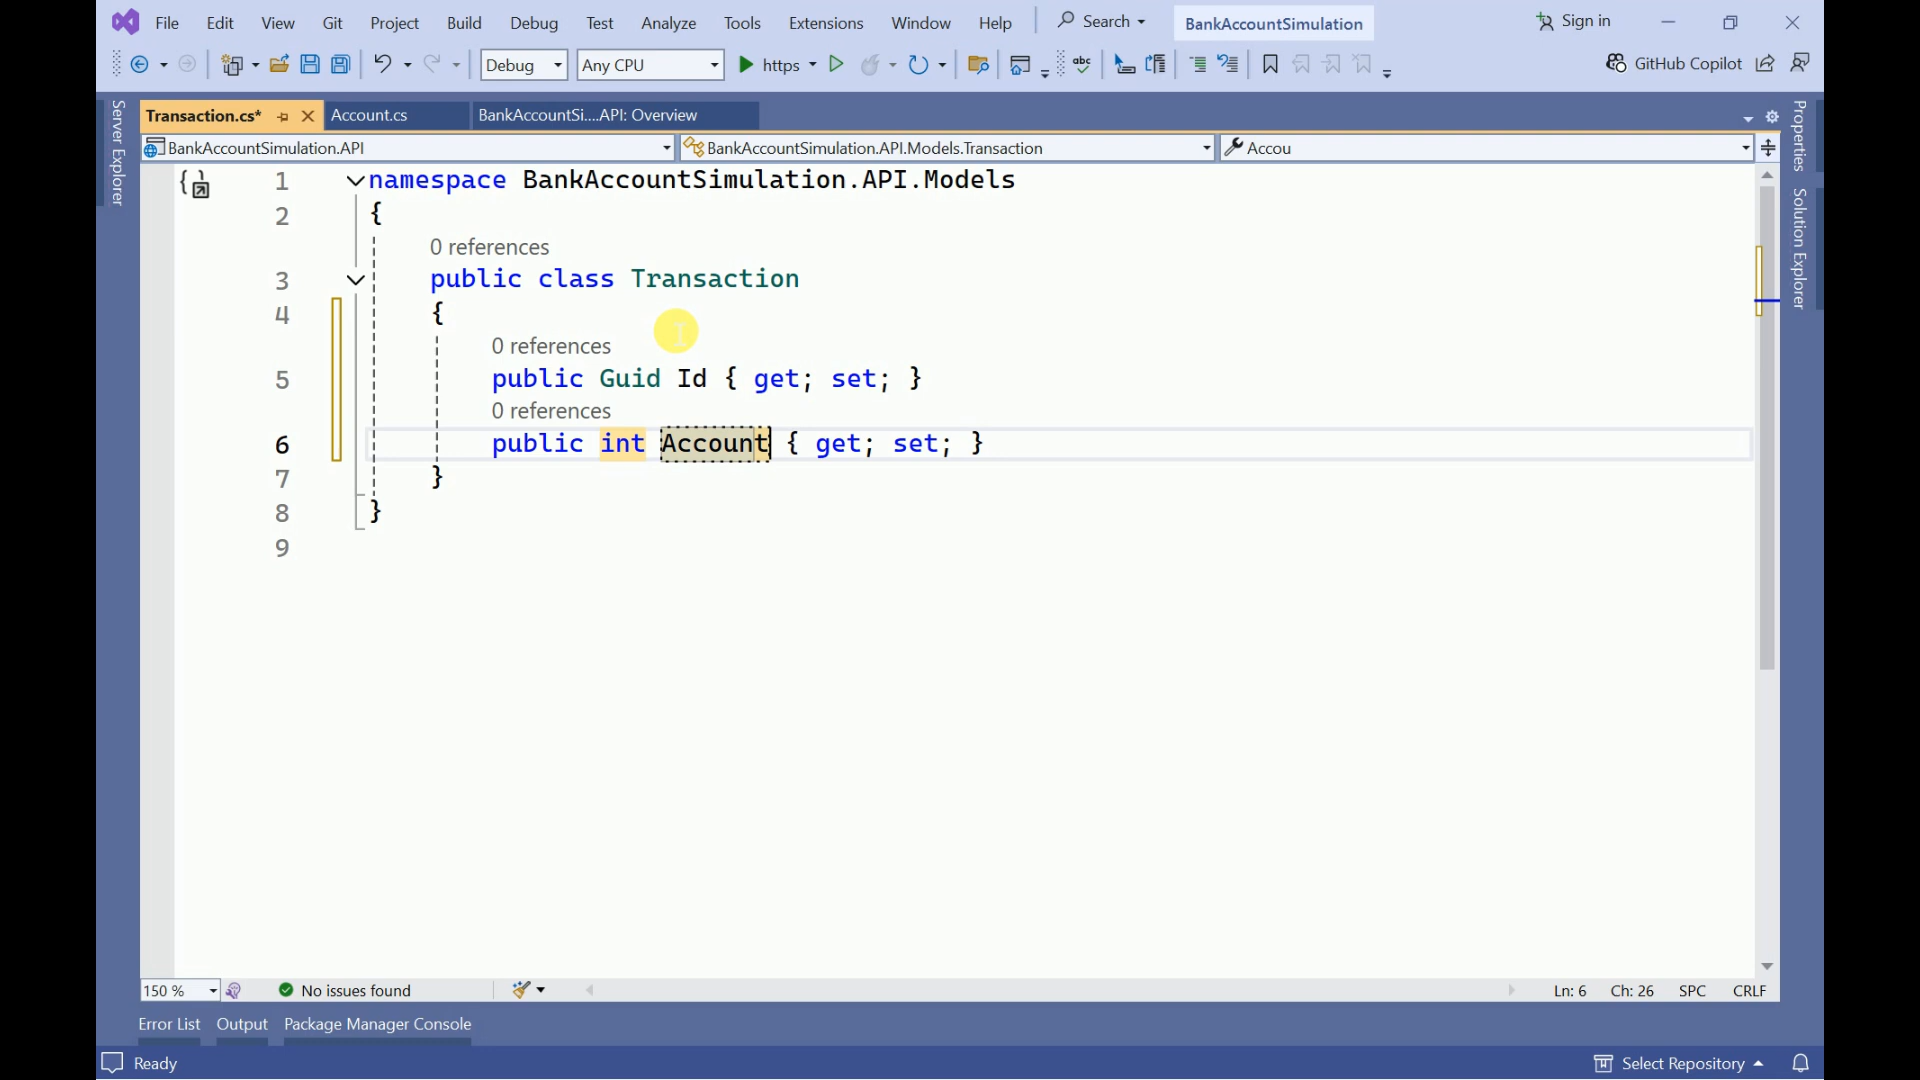 File Edit View Git Project Build Debug Test Analyze Tools Extensions Window Help Search BankAccountSimulation Sign in
Debug Any CPU https abc GitHub Copilot
Transaction.cs* Account.cs BankAccountSi....API: Overview
BankAccountSimulation.API BankAccountSimulation.API.Models.Transaction Accou
Server Explorer
Properties
Solution Explorer
1 namespace BankAccountSimulation.API.Models
2 {
0 references
3 public class Transaction
4 {
0 references
5 public Guid Id { get; set; }
0 references
6 public int Account { get; set; }
7 }
8 }
9
150 % No issues found Ln: 6 Ch: 26 SPC CRLF
Error List Output Package Manager Console
Ready Select Repository